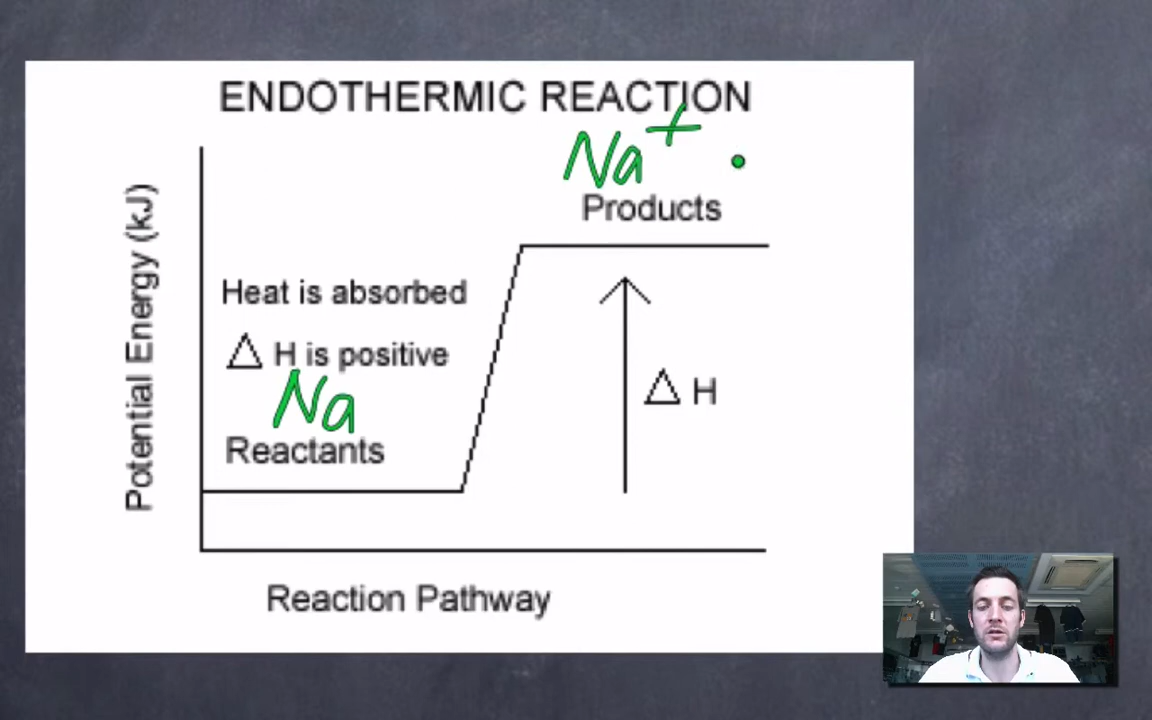 ENDOTHERMIC REACTION
Na+
Products
Potential Energy (kJ)
Heat is absorbed
△ H is positive
△ H
Na
Reactants
Reaction Pathway